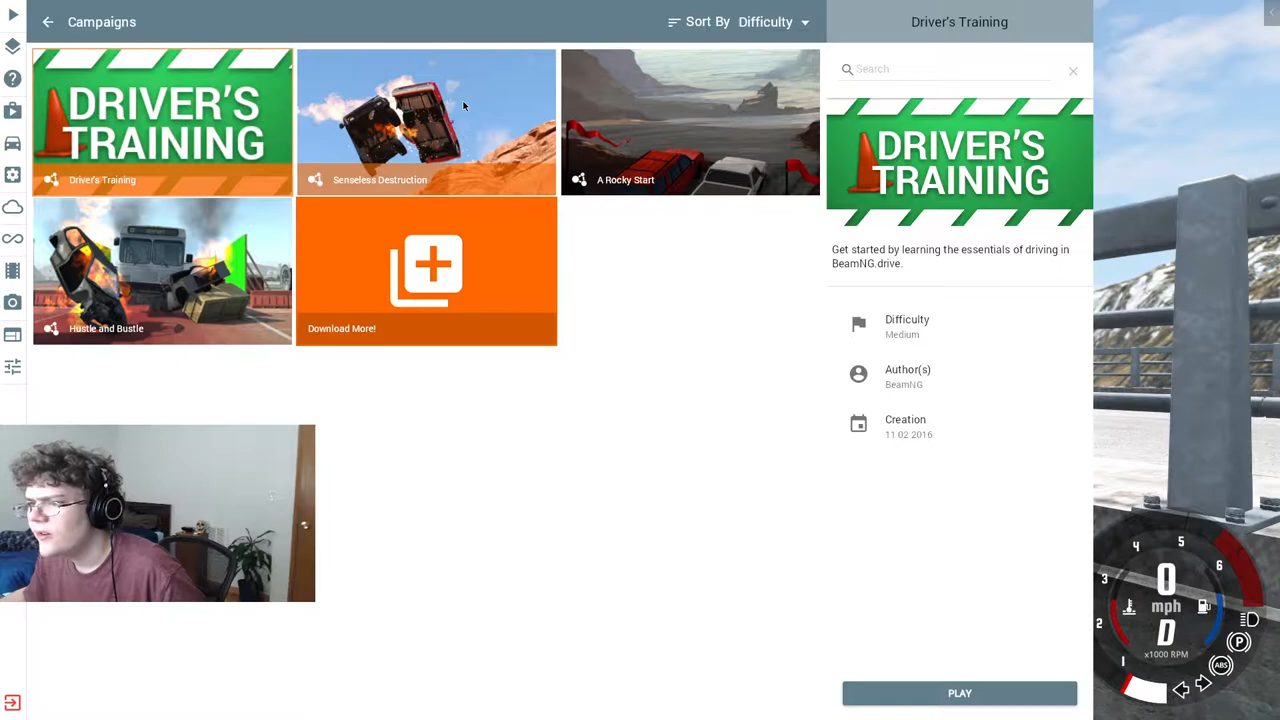 Campaigns
Sort By Difficulty
Driver's Training
DRIVER'S
TRAINING
Driver's Training
Senseless Destruction
A Rocky Start
Hustle and Bustle
Download More!
Search
DRIVER'S
TRAINING
Get started by learning the essentials of driving in
BeamNG.drive.
Difficulty
Medium
Author(s)
BeamNG
Creation
11 02 2016
PLAY
1
2
3
4
5
6
0
mph
D
x1000 RPM
P
ABS